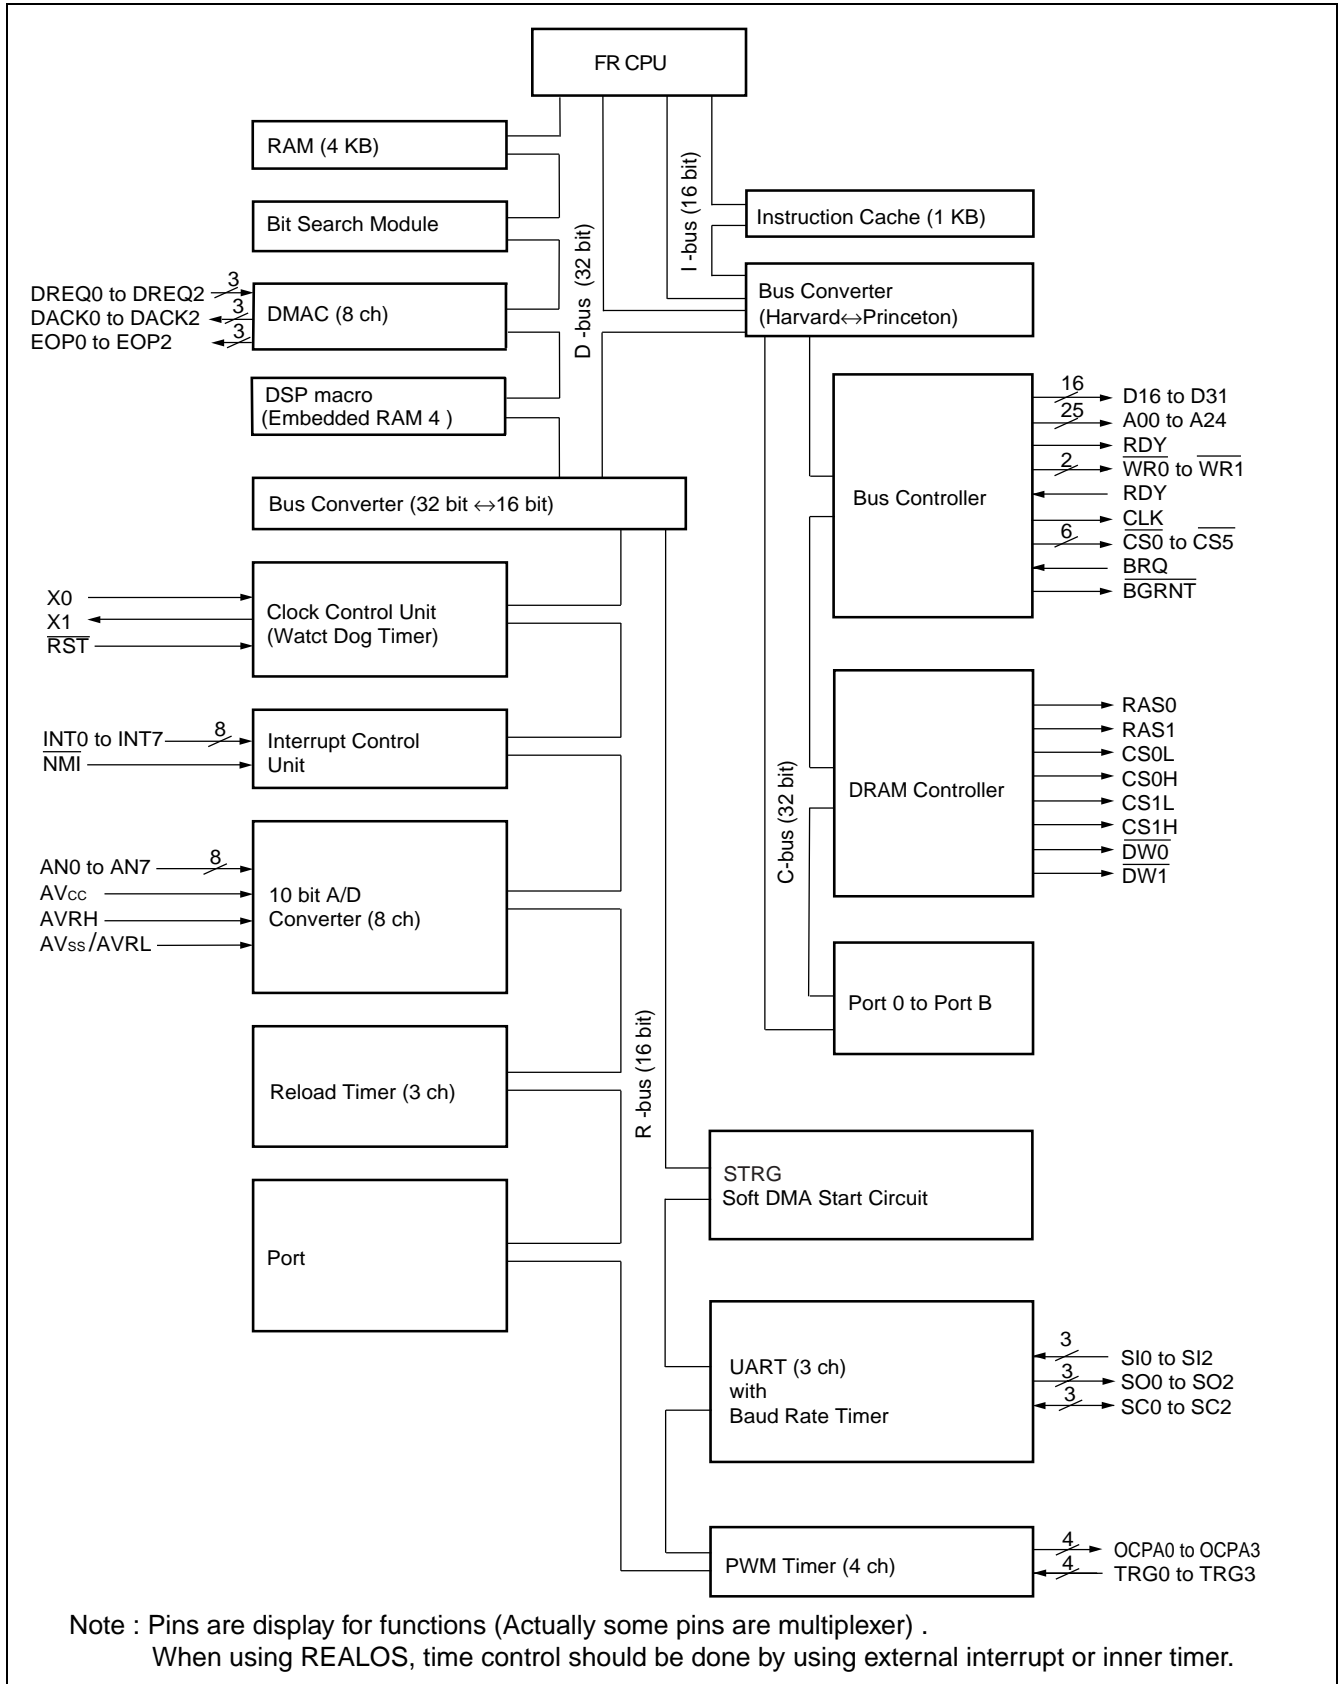 FR CPU
RAM (4 KB)
Bit Search Module
DREQ0 to DREQ2
3
DACK0 to DACK2
3
EOP0 to EOP2
3
DMAC (8 ch)
DSP macro
(Embedded RAM 4 )
D -bus (32 bit)
I -bus (16 bit)
Instruction Cache (1 KB)
Bus Converter
(Harvard↔Princeton)
Bus Converter (32 bit ↔16 bit)
Bus Controller
16
D16 to D31
25
A00 to A24
RDY
2
WR0 to WR1
RDY
CLK
6
CS0 to CS5
BRQ
BGRNT
X0
X1
RST
Clock Control Unit
(Watct Dog Timer)
INT0 to INT7
8
NMI
Interrupt Control
Unit
C-bus (32 bit)
DRAM Controller
RAS0
RAS1
CS0L
CS0H
CS1L
CS1H
DW0
DW1
AN0 to AN7
8
AVCC
AVRH
AVSS/AVRL
10 bit A/D
Converter (8 ch)
Port 0 to Port B
Reload Timer (3 ch)
R -bus (16 bit)
Port
STRG
Soft DMA Start Circuit
UART (3 ch)
with
Baud Rate Timer
3
SI0 to SI2
3
SO0 to SO2
3
SC0 to SC2
PWM Timer (4 ch)
4
OCPA0 to OCPA3
4
TRG0 to TRG3
Note : Pins are display for functions (Actually some pins are multiplexer) .
When using REALOS, time control should be done by using external interrupt or inner timer.